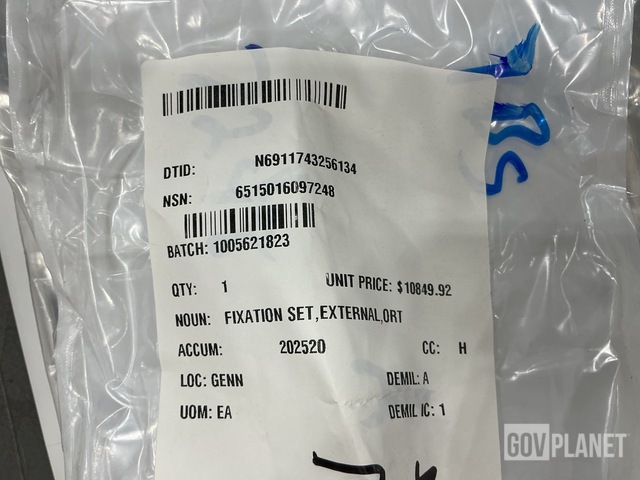 DTID: N6911743256134
NSN: 6515016097248
BATCH: 1005621823
QTY: 1 UNIT PRICE: $10849.92
NOUN: FIXATION SET,EXTERNAL,ORT
ACCUM: 202520 CC: H
LOC: GENN DEMIL: A
UOM: EA DEMIL IC: 1
GOVPLANET